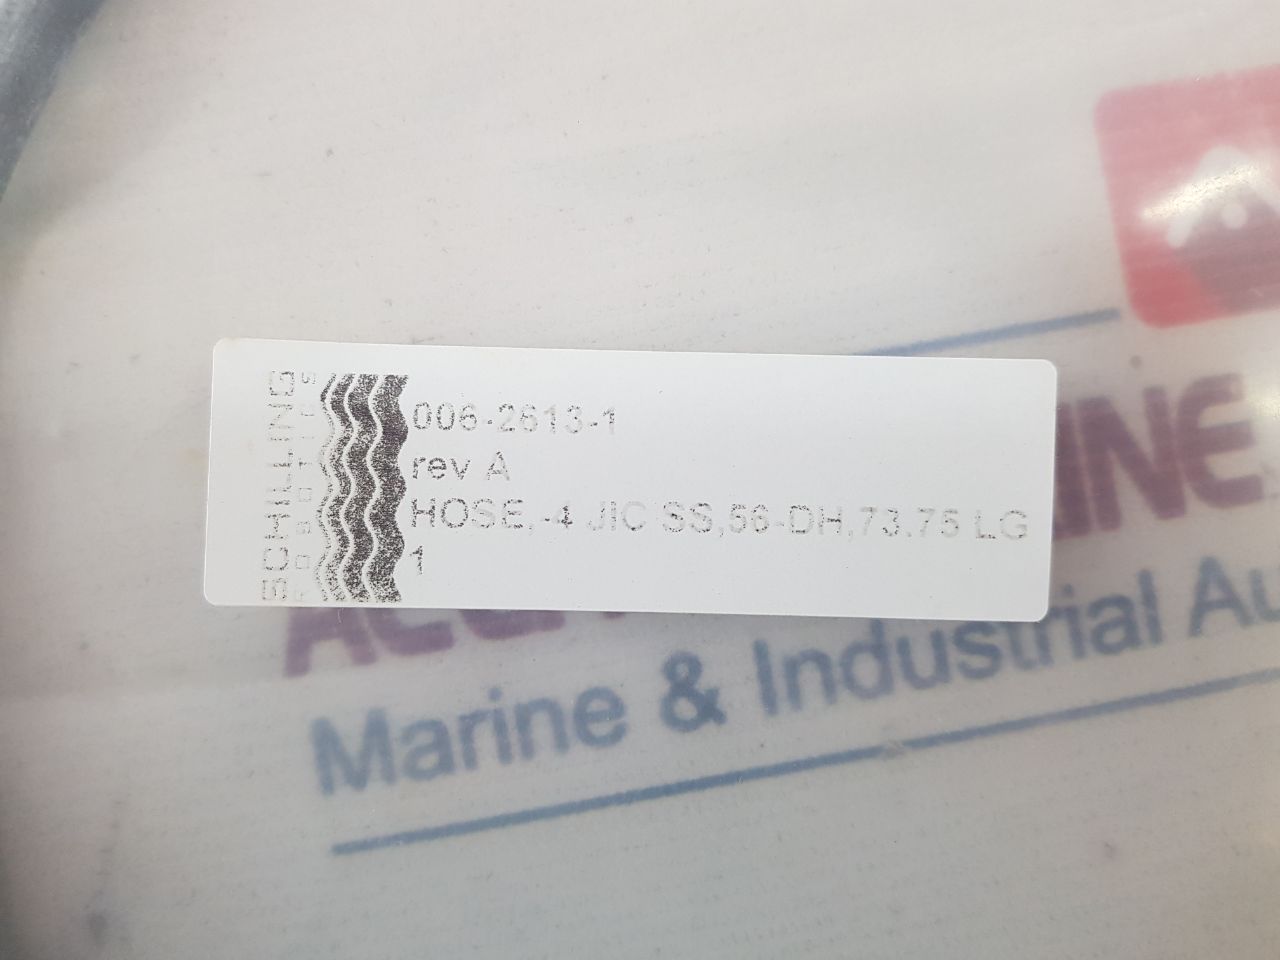 SCHILLING
ROBOTICS
006-2613-1
rev A
HOSE, -4 JIC SS,56-DH,73.75 LG
1
Marine & Industrial Au